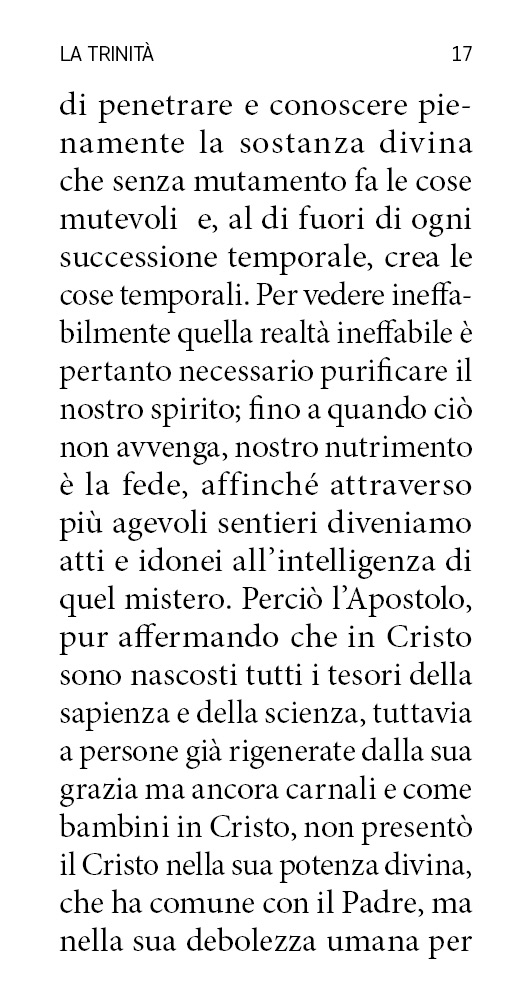 LA TRINITÀ 17
di penetrare e conoscere pie-
namente la sostanza divina
che senza mutamento fa le cose
mutevoli e, al di fuori di ogni
successione temporale, crea le
cose temporali. Per vedere ineffa-
bilmente quella realtà ineffabile è
pertanto necessario purificare il
nostro spirito; fino a quando ciò
non avvenga, nostro nutrimento
è la fede, affinché attraverso
più agevoli sentieri diveniamo
atti e idonei all’intelligenza di
quel mistero. Perciò l’Apostolo,
pur affermando che in Cristo
sono nascosti tutti i tesori della
sapienza e della scienza, tuttavia
a persone già rigenerate dalla sua
grazia ma ancora carnali e come
bambini in Cristo, non presentò
il Cristo nella sua potenza divina,
che ha comune con il Padre, ma
nella sua debolezza umana per